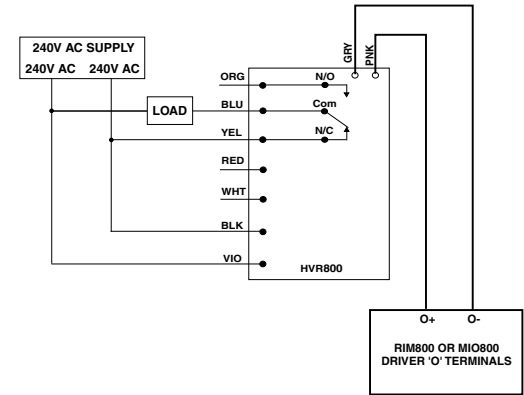 240V AC SUPPLY
240V AC 240V AC
LOAD
GRY
PNK
ORG
N/O
BLU
Com
YEL
N/C
RED
WHT
BLK
VIO
HVR800
O+ O-
RIM800 OR MIO800
DRIVER 'O' TERMINALS